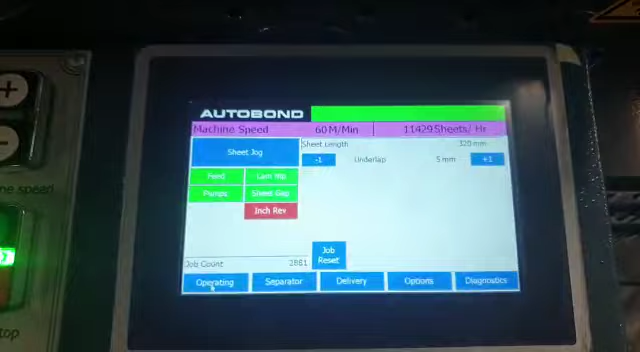 AUTOBOND
Machine Speed 60 M/Min 11429 Sheets/ Hr
Sheet Jog
Sheet Length 320 mm
-1 Underlap 5 mm +1
Feed Lam Nip
Pumps Sheet Gap
Inch Rev
Job Reset
Job Count 2881
Operating Separator Delivery Options Diagnostics
ne speed
top